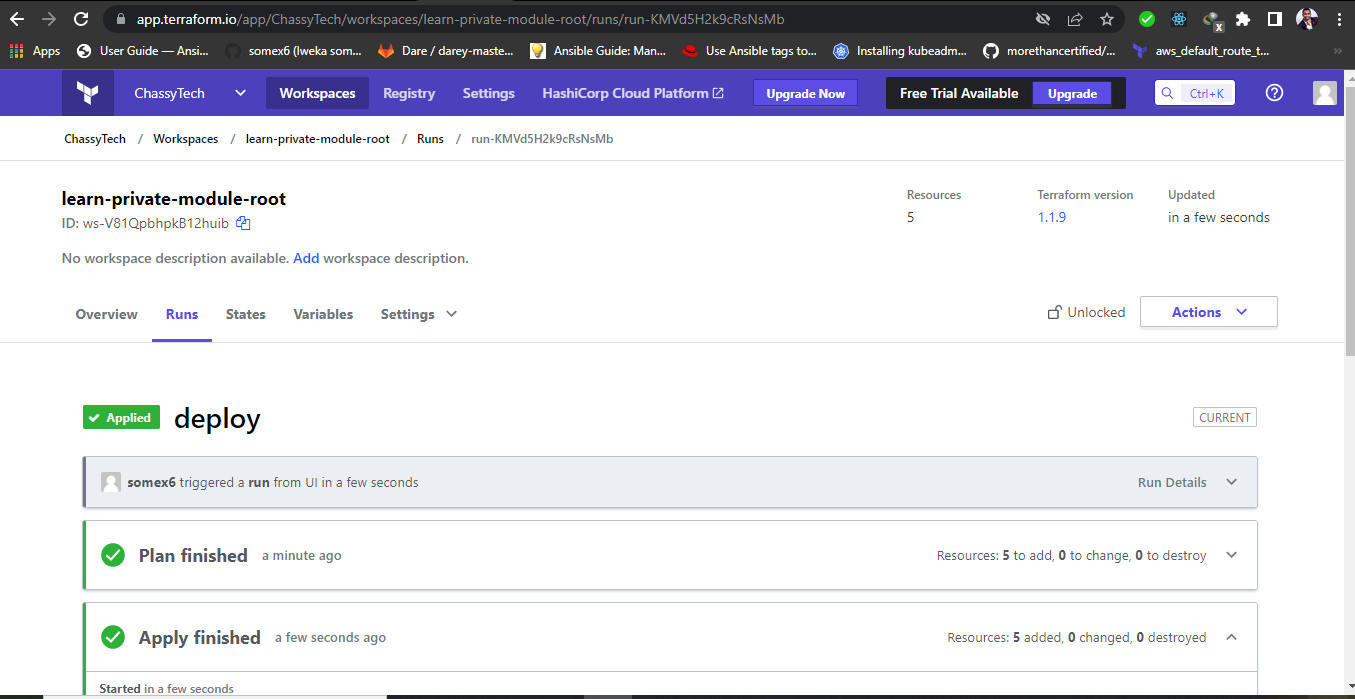 app.terraform.io/app/ChassyTech/workspaces/learn-private-module-root/runs/run-KMVd5H2k9cRsNsMb
Apps User Guide — Ansi... somex6 (lweka som... Dare / darey-maste... Ansible Guide: Man... Use Ansible tags to... Installing kubeadm... morethancertified/... aws_default_route_t... »
ChassyTech Workspaces Registry Settings HashiCorp Cloud Platform Upgrade Now Free Trial Available Upgrade Ctrl+K
ChassyTech / Workspaces / learn-private-module-root / Runs / run-KMVd5H2k9cRsNsMb
learn-private-module-root
ID: ws-V81QpbhpkB12huib
Resources Terraform version Updated
5 1.1.9 in a few seconds
No workspace description available. Add workspace description.
Overview Runs States Variables Settings Unlocked Actions
Applied deploy CURRENT
somex6 triggered a run from UI in a few seconds Run Details
Plan finished a minute ago Resources: 5 to add, 0 to change, 0 to destroy
Apply finished a few seconds ago Resources: 5 added, 0 changed, 0 destroyed
Started in a few seconds